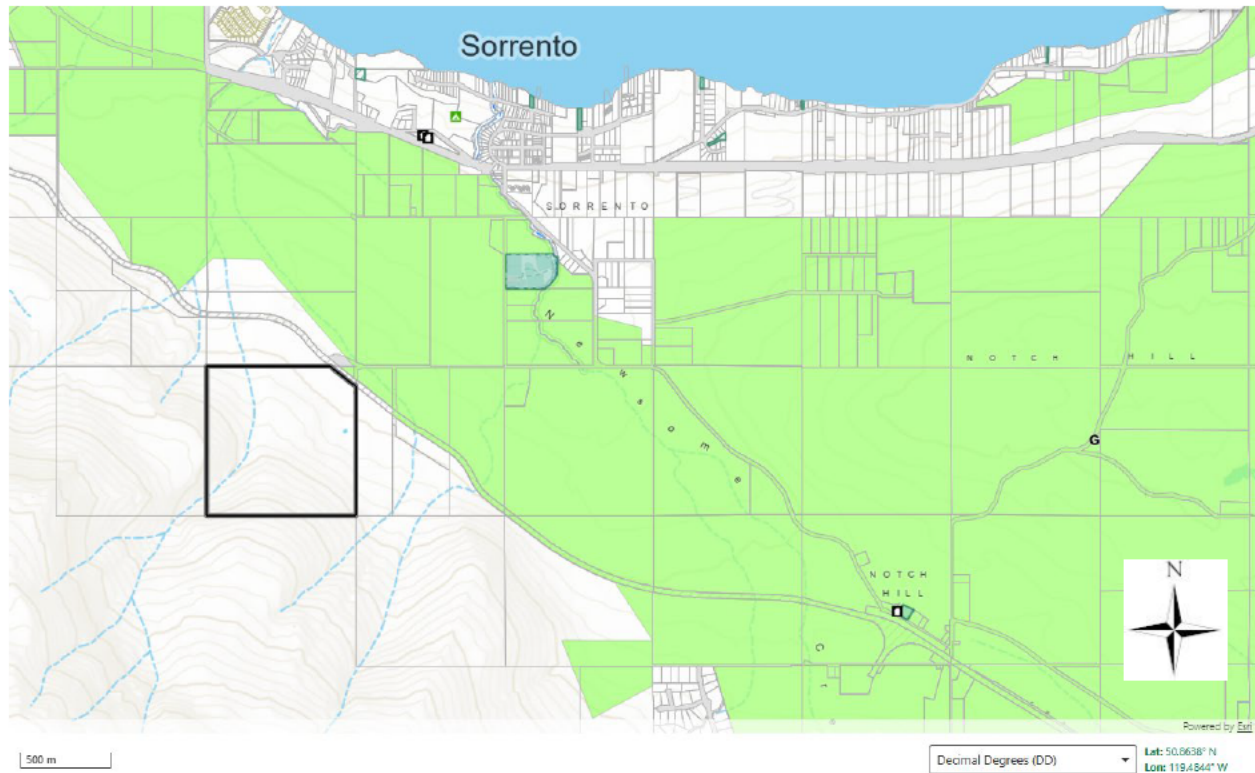 Sorrento
SORRENTO
Newsome
NOTCH HILL
G
NOTCH
HILL
C r
N
Powered by Esri
500 m
Decimal Degrees (DD)
Lat: 50.8638° N
Lon: 119.4844° W